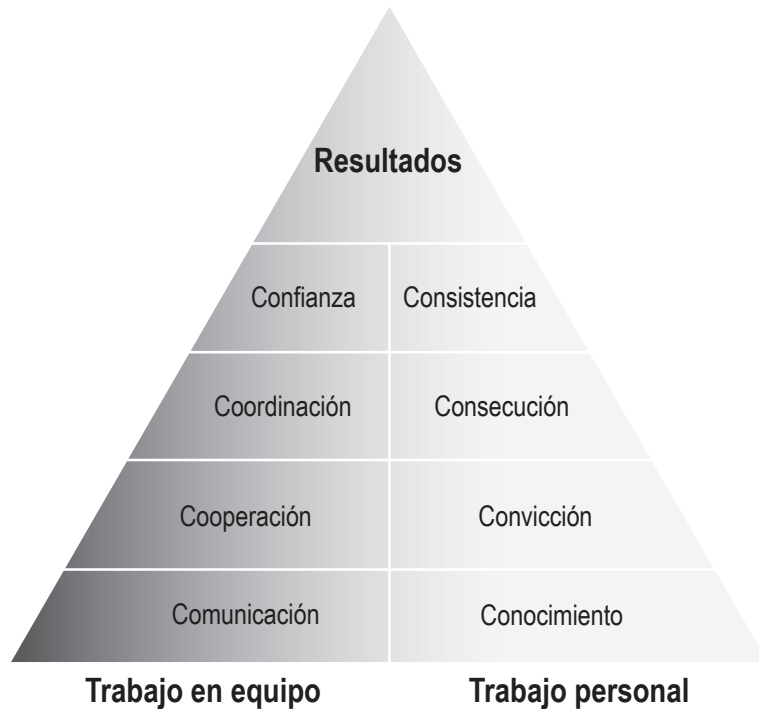 Resultados
Confianza Consistencia
Coordinación Consecución
Cooperación Convicción
Comunicación Conocimiento
Trabajo en equipo Trabajo personal